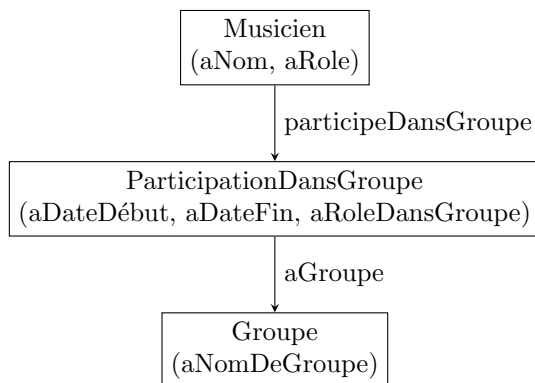 Musicien
(aNom, aRole)
participeDansGroupe
ParticipationDansGroupe
(aDateDébut, aDateFin, aRoleDansGroupe)
aGroupe
Groupe
(aNomDeGroupe)